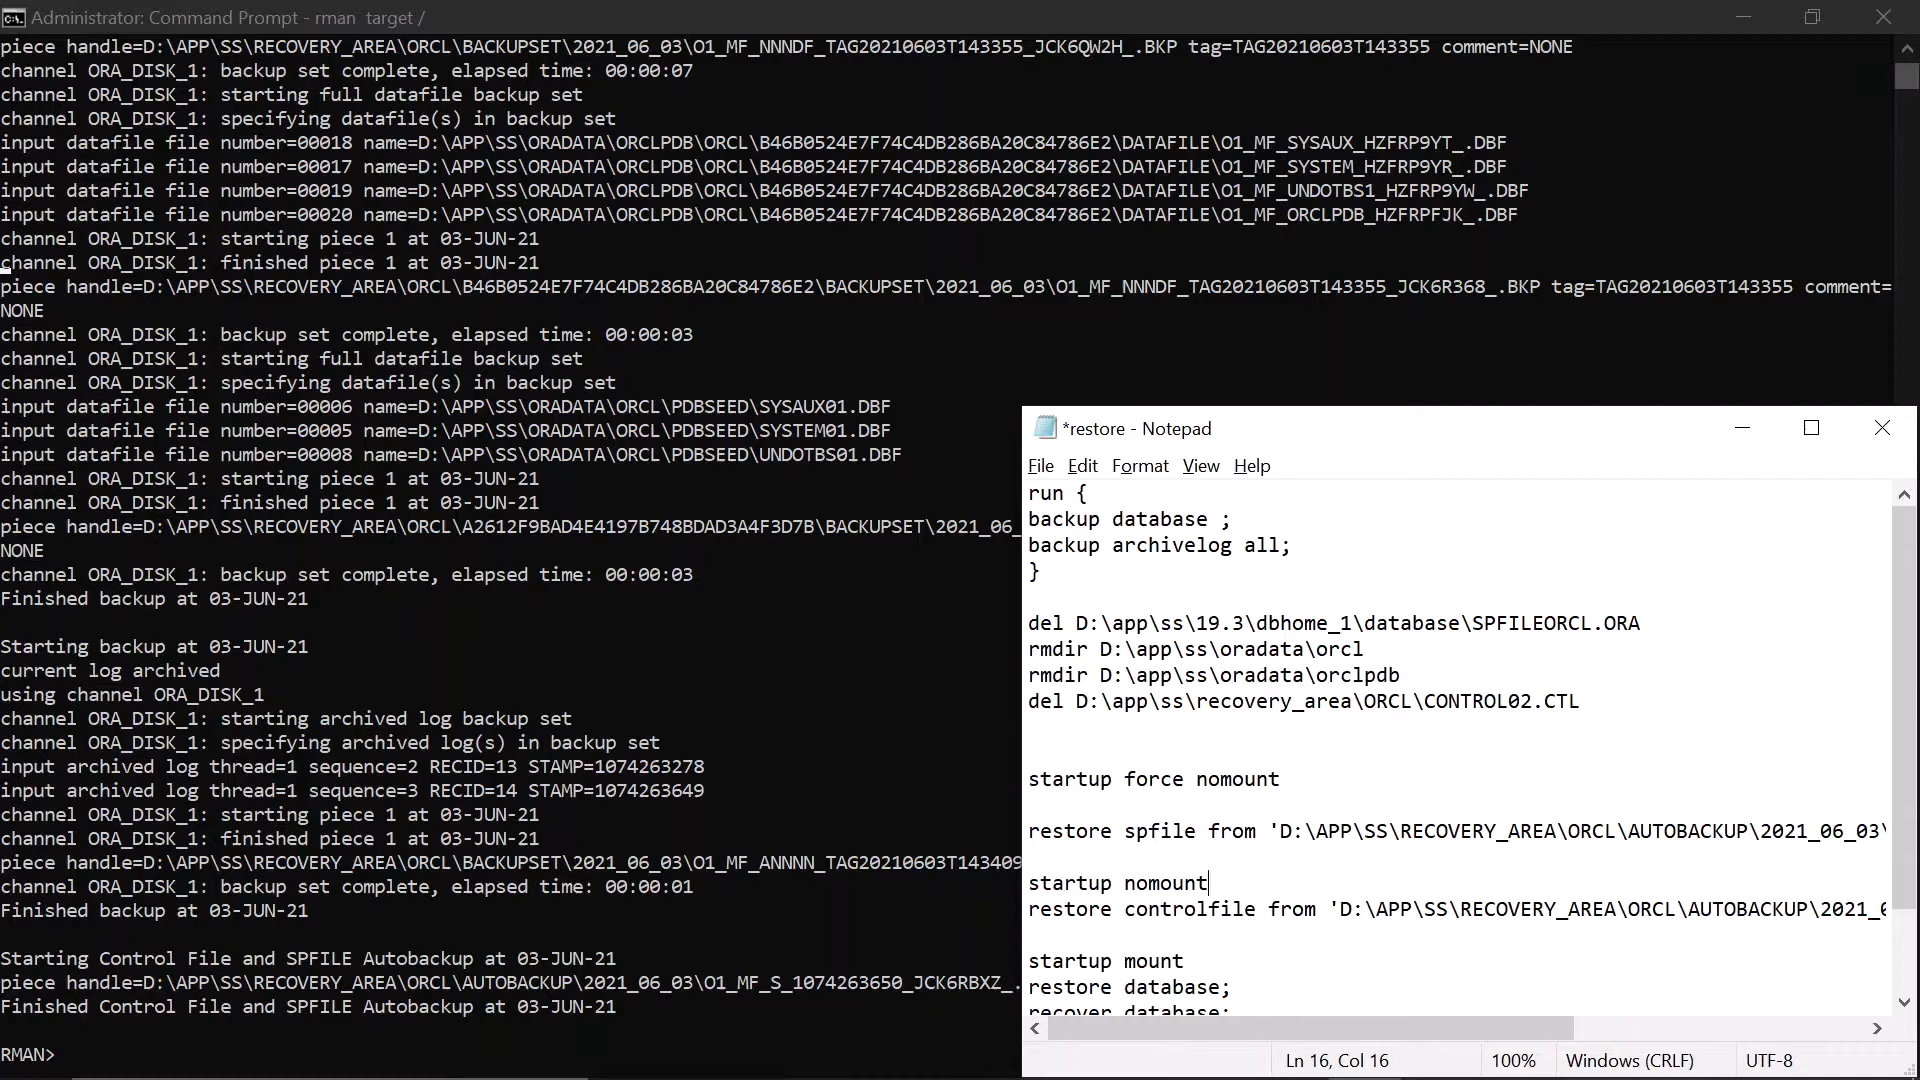 Administrator: Command Prompt - rman  target /
piece handle=D:\APP\SS\RECOVERY_AREA\ORCL\BACKUPSET\2021_06_03\O1_MF_NNNDF_TAG20210603T143355_JCK6QW2H_.BKP tag=TAG20210603T143355 comment=NONE
channel ORA_DISK_1: backup set complete, elapsed time: 00:00:07
channel ORA_DISK_1: starting full datafile backup set
channel ORA_DISK_1: specifying datafile(s) in backup set
input datafile file number=00018 name=D:\APP\SS\ORADATA\ORCLPDB\ORCL\B46B0524E7F74C4DB286BA20C84786E2\DATAFILE\O1_MF_SYSAUX_HZFRP9YT_.DBF
input datafile file number=00017 name=D:\APP\SS\ORADATA\ORCLPDB\ORCL\B46B0524E7F74C4DB286BA20C84786E2\DATAFILE\O1_MF_SYSTEM_HZFRP9YR_.DBF
input datafile file number=00019 name=D:\APP\SS\ORADATA\ORCLPDB\ORCL\B46B0524E7F74C4DB286BA20C84786E2\DATAFILE\O1_MF_UNDOTBS1_HZFRP9YW_.DBF
input datafile file number=00020 name=D:\APP\SS\ORADATA\ORCLPDB\ORCL\B46B0524E7F74C4DB286BA20C84786E2\DATAFILE\O1_MF_ORCLPDB_HZFRPFJK_.DBF
channel ORA_DISK_1: starting piece 1 at 03-JUN-21
channel ORA_DISK_1: finished piece 1 at 03-JUN-21
piece handle=D:\APP\SS\RECOVERY_AREA\ORCL\B46B0524E7F74C4DB286BA20C84786E2\BACKUPSET\2021_06_03\O1_MF_NNNDF_TAG20210603T143355_JCK6R368_.BKP tag=TAG20210603T143355 comment=
NONE
channel ORA_DISK_1: backup set complete, elapsed time: 00:00:03
channel ORA_DISK_1: starting full datafile backup set
channel ORA_DISK_1: specifying datafile(s) in backup set
input datafile file number=00006 name=D:\APP\SS\ORADATA\ORCL\PDBSEED\SYSAUX01.DBF
input datafile file number=00005 name=D:\APP\SS\ORADATA\ORCL\PDBSEED\SYSTEM01.DBF
input datafile file number=00008 name=D:\APP\SS\ORADATA\ORCL\PDBSEED\UNDOTBS01.DBF
channel ORA_DISK_1: starting piece 1 at 03-JUN-21
channel ORA_DISK_1: finished piece 1 at 03-JUN-21
piece handle=D:\APP\SS\RECOVERY_AREA\ORCL\A2612F9BAD4E4197B748BDAD3A4F3D7B\BACKUPSET\2021_06_
NONE
channel ORA_DISK_1: backup set complete, elapsed time: 00:00:03
Finished backup at 03-JUN-21
Starting backup at 03-JUN-21
current log archived
using channel ORA_DISK_1
channel ORA_DISK_1: starting archived log backup set
channel ORA_DISK_1: specifying archived log(s) in backup set
input archived log thread=1 sequence=2 RECID=13 STAMP=1074263278
input archived log thread=1 sequence=3 RECID=14 STAMP=1074263649
channel ORA_DISK_1: starting piece 1 at 03-JUN-21
channel ORA_DISK_1: finished piece 1 at 03-JUN-21
piece handle=D:\APP\SS\RECOVERY_AREA\ORCL\BACKUPSET\2021_06_03\O1_MF_ANNNN_TAG20210603T143409
channel ORA_DISK_1: backup set complete, elapsed time: 00:00:01
Finished backup at 03-JUN-21
Starting Control File and SPFILE Autobackup at 03-JUN-21
piece handle=D:\APP\SS\RECOVERY_AREA\ORCL\AUTOBACKUP\2021_06_03\O1_MF_S_1074263650_JCK6RBXZ_.
Finished Control File and SPFILE Autobackup at 03-JUN-21
RMAN>
*restore - Notepad
File Edit Format View Help
run {
backup database ;
backup archivelog all;
}
del D:\app\ss\19.3\dbhome_1\database\SPFILEORCL.ORA
rmdir D:\app\ss\oradata\orcl
rmdir D:\app\ss\oradata\orclpdb
del D:\app\ss\recovery_area\ORCL\CONTROL02.CTL
startup force nomount
restore spfile from 'D:\APP\SS\RECOVERY_AREA\ORCL\AUTOBACKUP\2021_06_03\
startup nomount
restore controlfile from 'D:\APP\SS\RECOVERY_AREA\ORCL\AUTOBACKUP\2021_0
startup mount
restore database;
recover database;
Ln 16, Col 16 100% Windows (CRLF) UTF-8